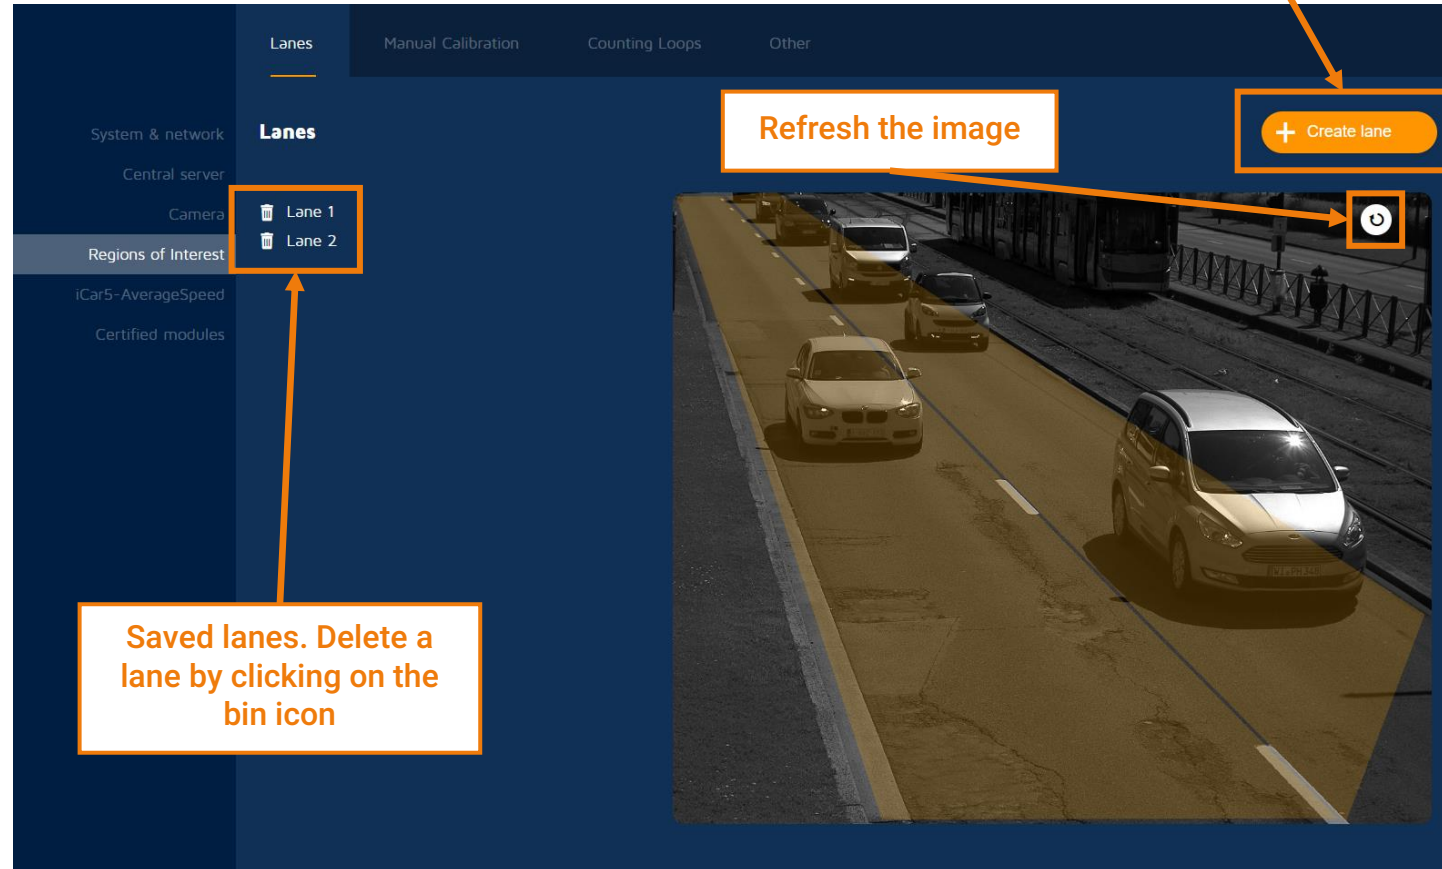 Lanes
Manual Calibration
Counting Loops
Other
System & network
Central server
Camera
Regions of Interest
iCar5-AverageSpeed
Certified modules
Lanes
Refresh the image
Create lane
Lane 1
Lane 2
Saved lanes. Delete a
lane by clicking on the
bin icon